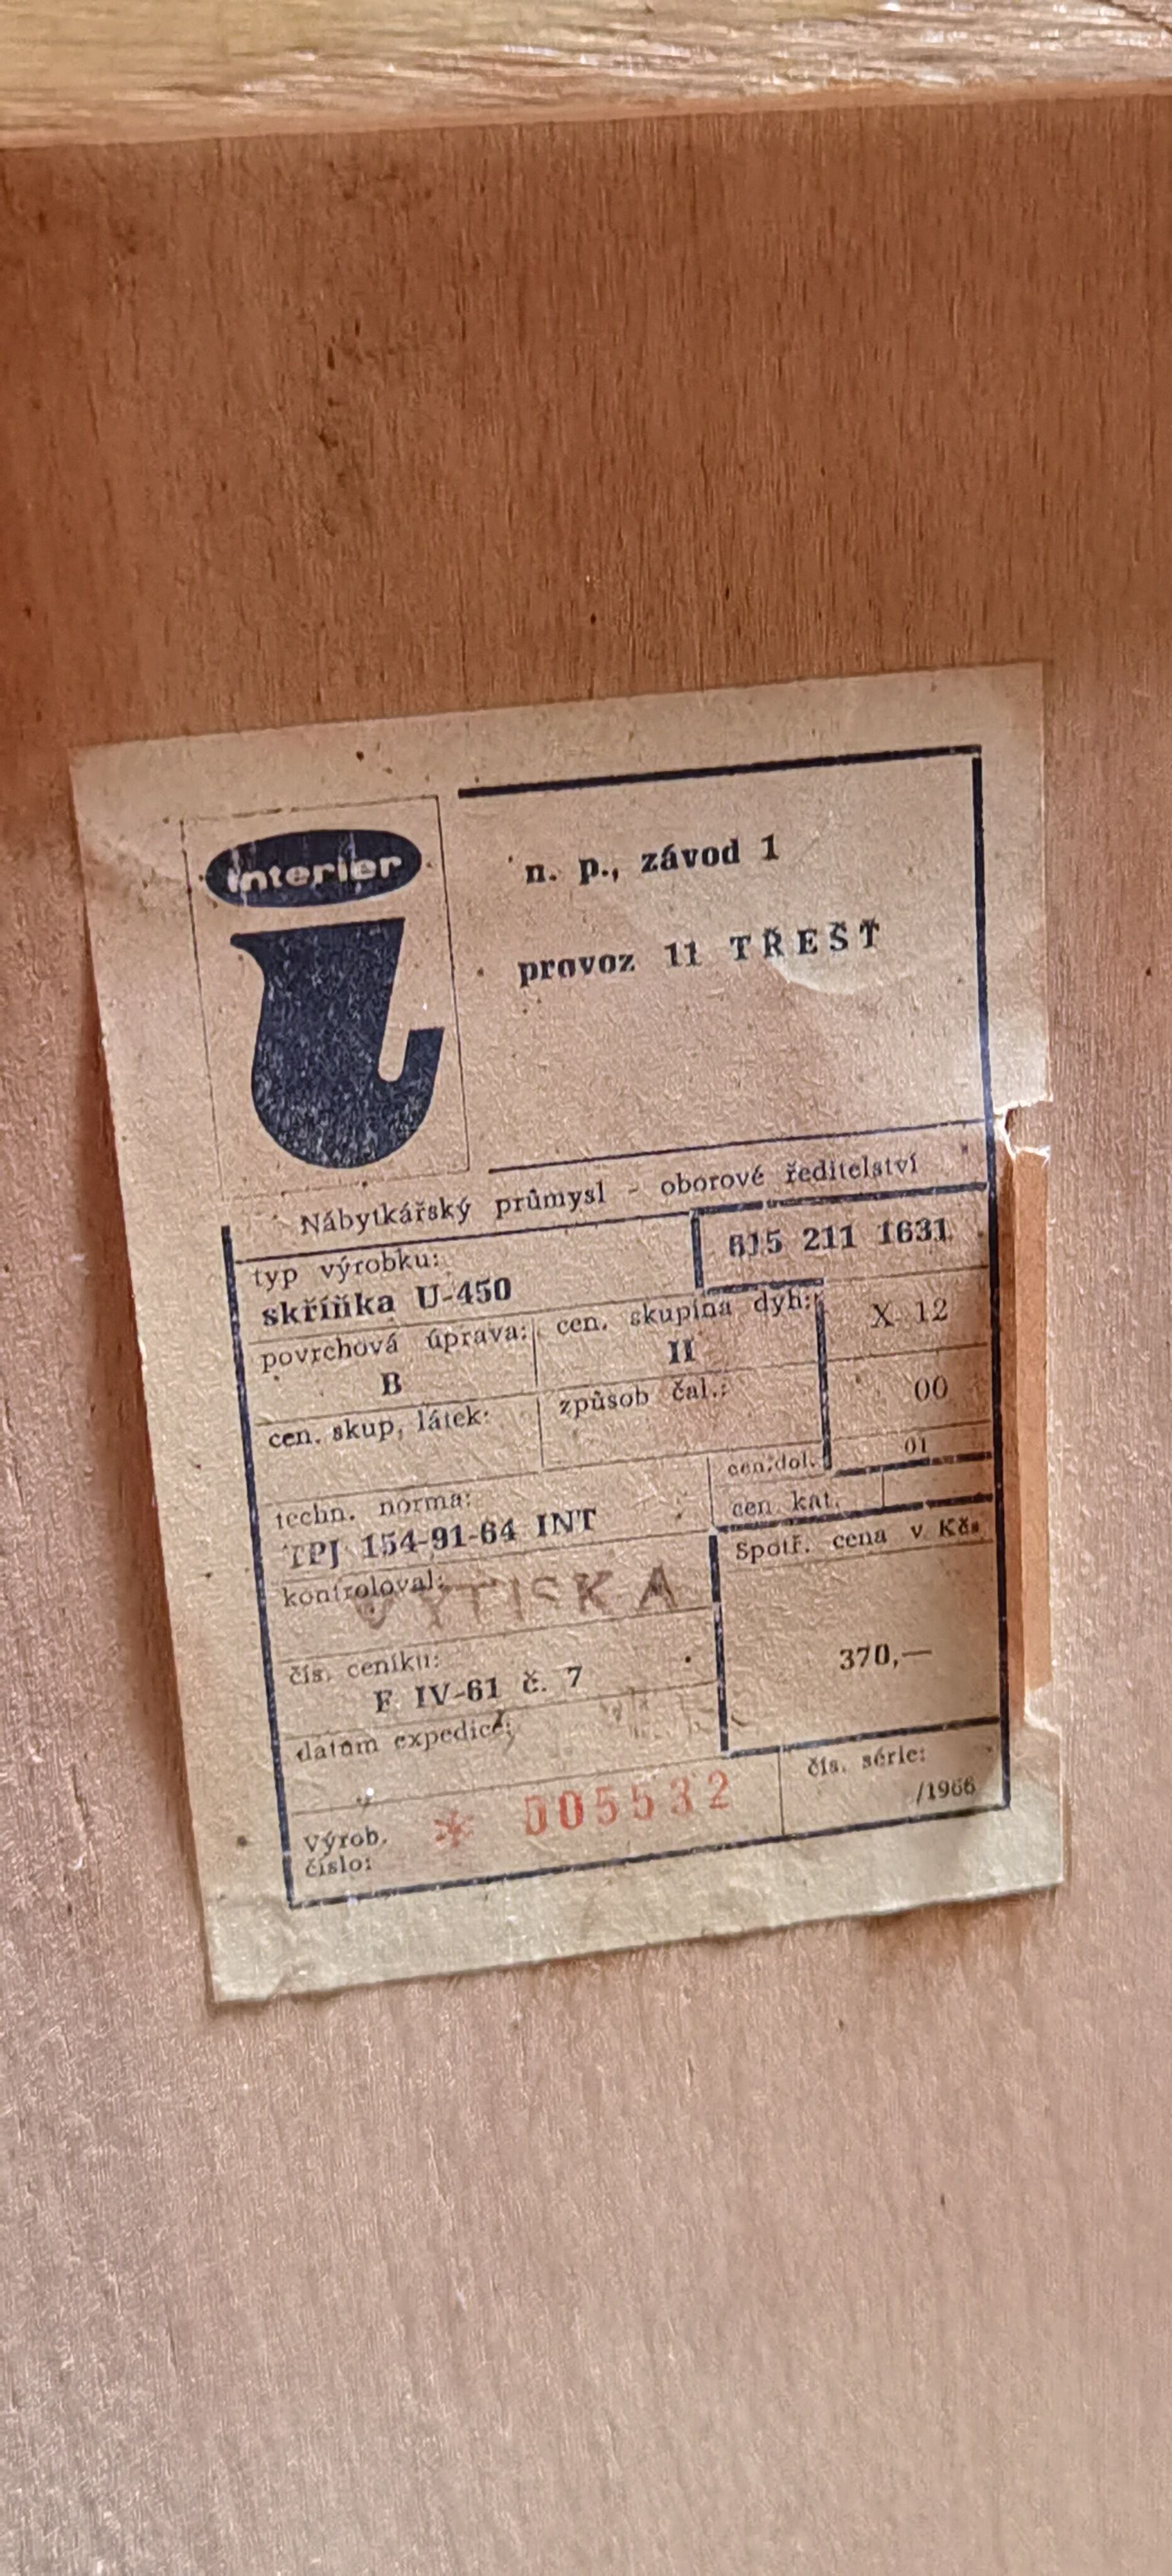 interier
n. p., závod 1
provoz 11 TŘEŠŤ
Nábytkářský průmysl - oborové ředitelství
typ výrobku:
skříňka U-450
615 211 1631
povrchová úprava:
B
cen. skupina dýh:
II
X 12
cen. skup, látek:
způsob čal.:
00
techn. norma:
TPJ 154-91-64 INT
cen. dol.
01
cen kat.
kontroloval:
VYTISKA
Spotř. cena v Kčs
370,—
čís. ceníku:
F IV-61 č. 7
datum expedice:
Výrob.
číslo:
* 005532
čís. série:
/1966